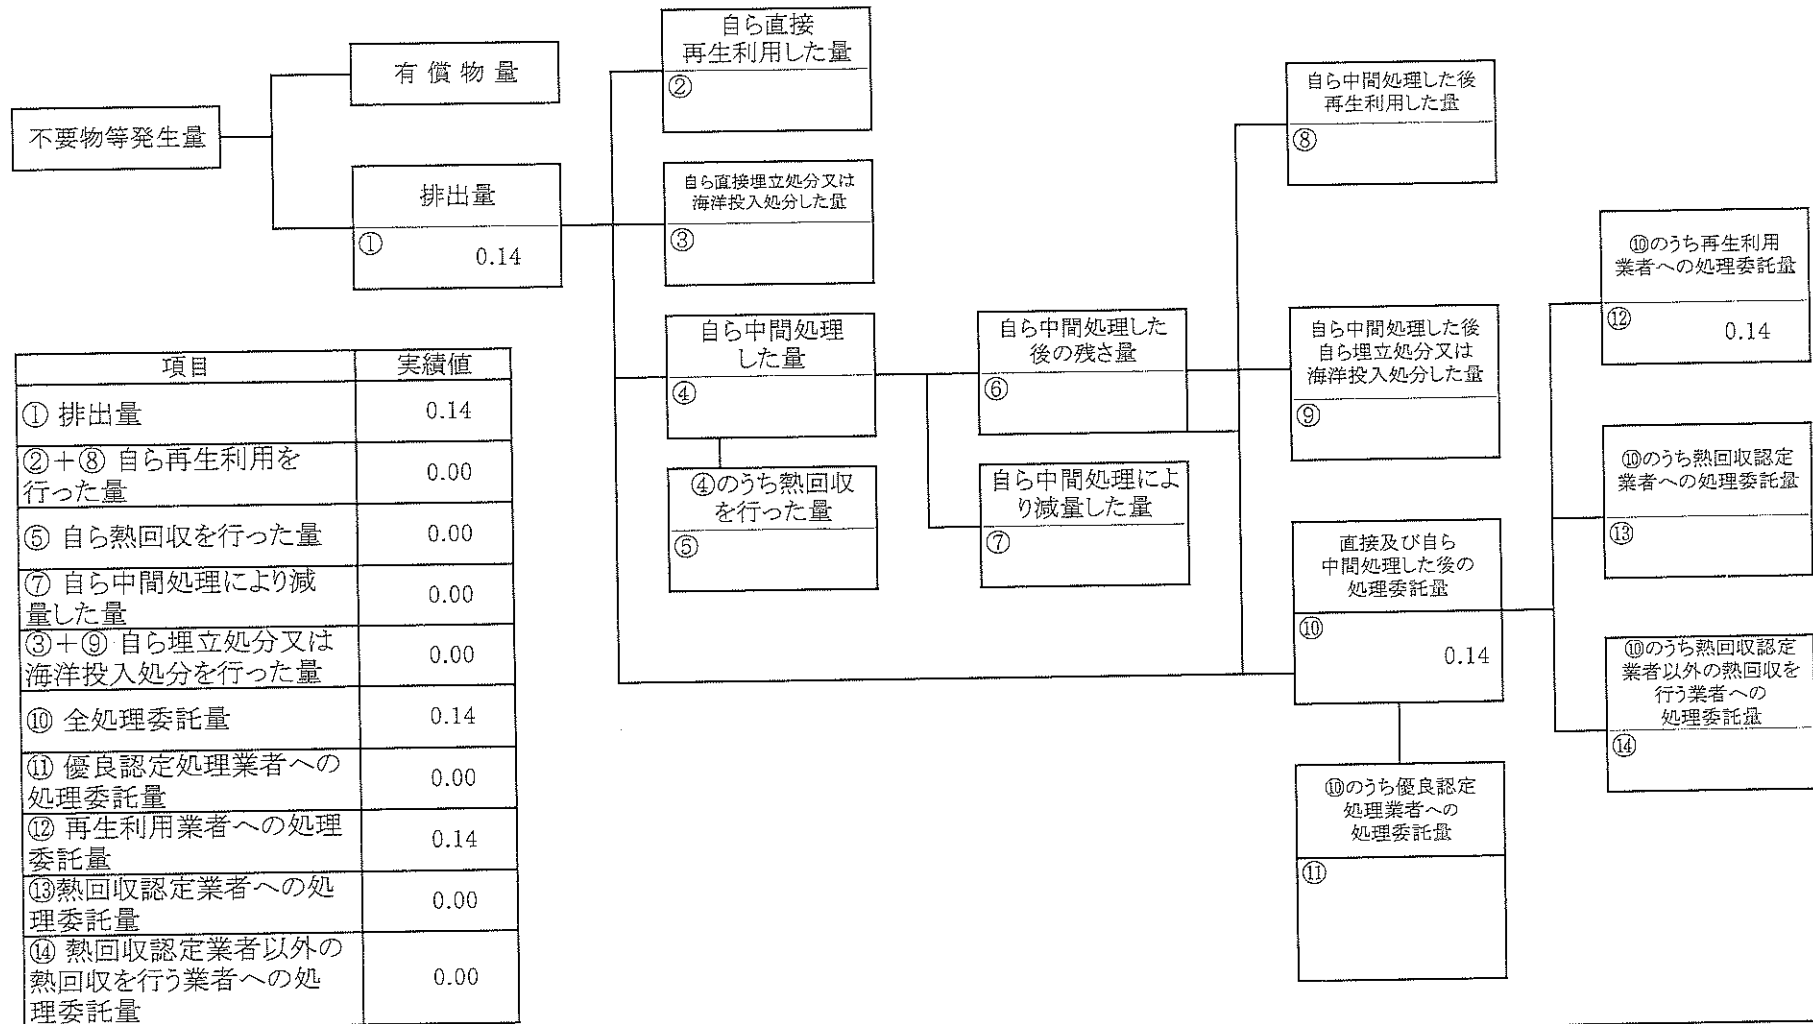 不要物等発生量
有償物量
排出量
①
0.14
自ら直接
再生利用した量
②
自ら直接埋立処分又は
海洋投入処分した量
③
自ら中間処理
した量
④
④のうち熱回収
を行った量
⑤
自ら中間処理した
後の残さ量
⑥
自ら中間処理によ
り減量した量
⑦
自ら中間処理した後
再生利用した量
⑧
自ら中間処理した後
自ら埋立処分又は
海洋投入処分した量
⑨
直接及び自ら
中間処理した後の
処理委託量
⑩
0.14
⑩のうち優良認定
処理業者への
処理委託量
⑪
⑩のうち再生利用
業者への処理委託量
⑫
0.14
⑩のうち熱回収認定
業者への処理委託量
⑬
⑩のうち熱回収認定
業者以外の熱回収を
行う業者への
処理委託量
⑭
項目 実績値
① 排出量 0.14
②+⑧ 自ら再生利用を
行った量 0.00
⑤ 自ら熱回収を行った量 0.00
⑦ 自ら中間処理により減
量した量 0.00
③+⑨ 自ら埋立処分又は
海洋投入処分を行った量 0.00
⑩ 全処理委託量 0.14
⑪ 優良認定処理業者への
処理委託量 0.00
⑫ 再生利用業者への処理
委託量 0.14
⑬熱回収認定業者への処
理委託量 0.00
⑭ 熱回収認定業者以外の
熱回収を行う業者への処
理委託量 0.00